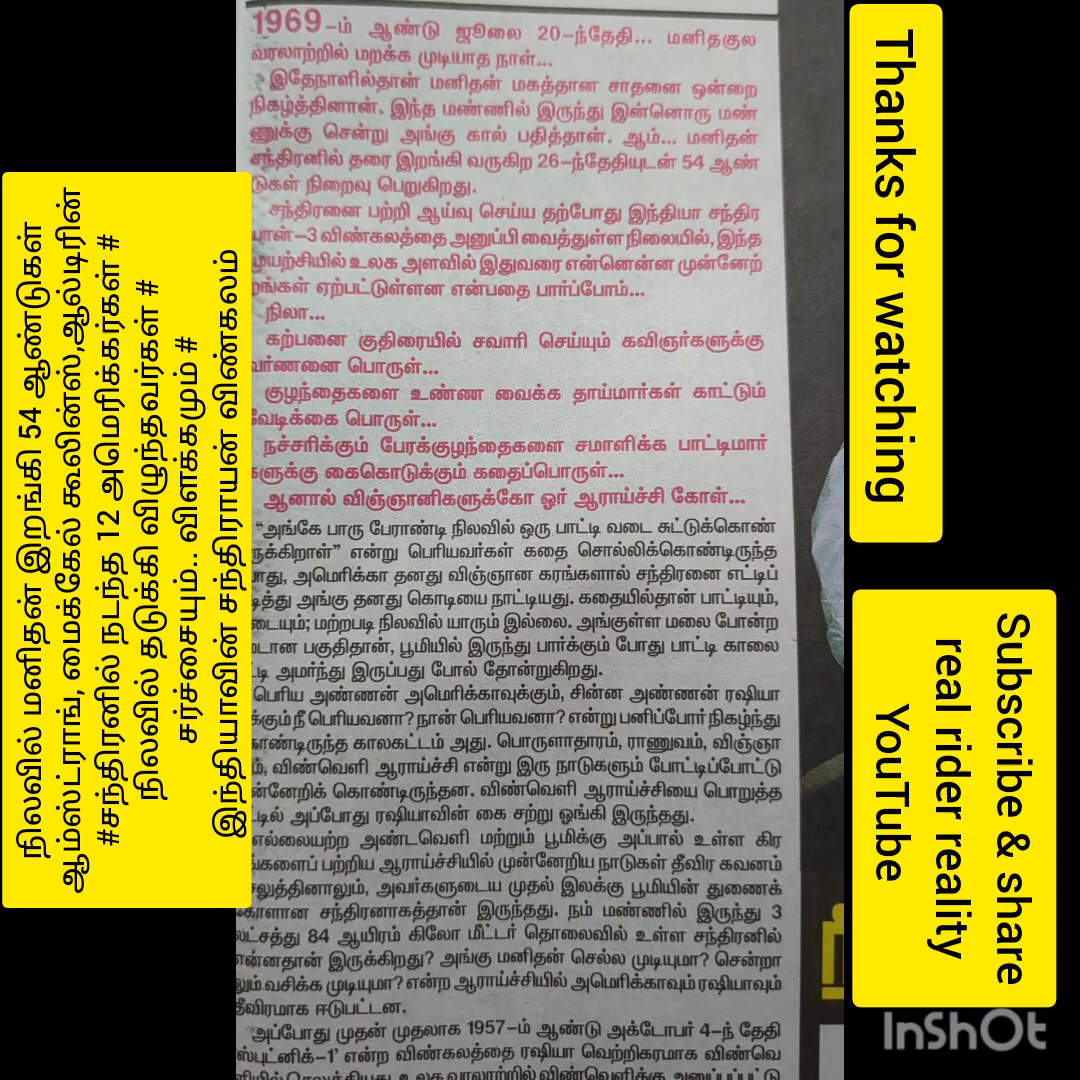 நிலவில் மனிதன் இறங்கி 54 ஆண்டுகள்
ஆம்ஸ்ட்ராங், மைக்கேல் கூலின்ஸ்,ஆல்டிரின்
#சந்திரனில் நடந்த 12 அமெரிக்கர்கள் #
நிலவில் தடுக்கி விழுந்தவர்கள் #
சர்ச்சையும்.. விளக்கமும் #
இந்தியாவின் சந்திராயன் விண்கலம்
1969-ம் ஆண்டு ஜூலை 20-ந்தேதி... மனிதகுல
வரலாற்றில் மறக்க முடியாத நாள்...
இதேநாளில்தான் மனிதன் மகத்தான சாதனை ஒன்றை
நிகழ்த்தினான். இந்த மண்ணில் இருந்து இன்னொரு மண்
ணுக்கு சென்று அங்கு கால் பதித்தான். ஆம்... மனிதன்
சந்திரனில் தரை இறங்கி வருகிற 26-ந்தேதியுடன் 54 ஆண்
டுகள் நிறைவு பெறுகிறது.
சந்திரனை பற்றி ஆய்வு செய்ய தற்போது இந்தியா சந்திர
யான்-3 விண்கலத்தை அனுப்பி வைத்துள்ள நிலையில், இந்த
முயற்சியில் உலக அளவில் இதுவரை என்னென்ன முன்னேற்
றங்கள் ஏற்பட்டுள்ளன என்பதை பார்ப்போம்...
நிலா...
கற்பனை குதிரையில் சவாரி செய்யும் கவிஞர்களுக்கு
வர்ணனை பொருள்...
குழந்தைகளை உண்ண வைக்க தாய்மார்கள் காட்டும்
வேடிக்கை பொருள்...
நச்சரிக்கும் பேரக்குழந்தைகளை சமாளிக்க பாட்டிமார்
களுக்கு கைகொடுக்கும் கதைப்பொருள்...
ஆனால் விஞ்ஞானிகளுக்கோ ஓர் ஆராய்ச்சி கோள்...
"அங்கே பாரு பேராண்டி நிலவில் ஒரு பாட்டி வடை சுட்டுக்கொண்
ருக்கிறாள்" என்று பெரியவர்கள் கதை சொல்லிக்கொண்டிருந்த
அமெரிக்கா தனது விஞ்ஞான கரங்களால் சந்திரனை எட்டிப்
டித்து அங்கு தனது கொடியை நாட்டியது. கதையில்தான் பாட்டியும்,
டையும்; மற்றபடி நிலவில் யாரும் இல்லை. அங்குள்ள மலை போன்ற
டான பகுதிதான், பூமியில் இருந்து பார்க்கும் போது பாட்டி காலை
டி அமர்ந்து இருப்பது போல் தோன்றுகிறது.
பெரிய அண்ணன் அமெரிக்காவுக்கும், சின்ன அண்ணன் ரஷியா
க்கும் நீ பெரியவனா? நான் பெரியவனா? என்று பனிப்போர் நிகழ்ந்து
காண்டிருந்த காலகட்டம் அது. பொருளாதாரம், ராணுவம், விஞ்ஞா
ம், விண்வெளி ஆராய்ச்சி என்று இரு நாடுகளும் போட்டிப்போட்டு
ன்னேறிக் கொண்டிருந்தன. விண்வெளி ஆராய்ச்சியை பொறுத்த
ட்டில் அப்போது ரஷியாவின் கை சற்று ஓங்கி இருந்தது.
எல்லையற்ற அண்டவெளி மற்றும் பூமிக்கு அப்பால் உள்ள கிர
ங்களைப் பற்றிய ஆராய்ச்சியில் முன்னேறிய நாடுகள் தீவிர கவனம்
சலுத்தினாலும், அவர்களுடைய முதல் இலக்கு பூமியின் துணைக்
கோளான சந்திரனாகத்தான் இருந்தது. நம் மண்ணில் இருந்து 3
லட்சத்து 84 ஆயிரம் கிலோ மீட்டர் தொலைவில் உள்ள சந்திரனில்
என்னதான் இருக்கிறது? அங்கு மனிதன் செல்ல முடியுமா? சென்றா
லும் வசிக்க முடியுமா? என்ற ஆராய்ச்சியில் அமெரிக்காவும் ரஷியாவும்
தீவிரமாக ஈடுபட்டன.
அப்போது முதன் முதலாக 1957-ம் ஆண்டு அக்டோபர் 4-ந் தேதி
ஸ்புட்னிக்-1' என்ற விண்கலத்தை ரஷியா வெற்றிகரமாக விண்வெ
Thanks for watching
Subscribe & share
real rider reality
YouTube
InShOt